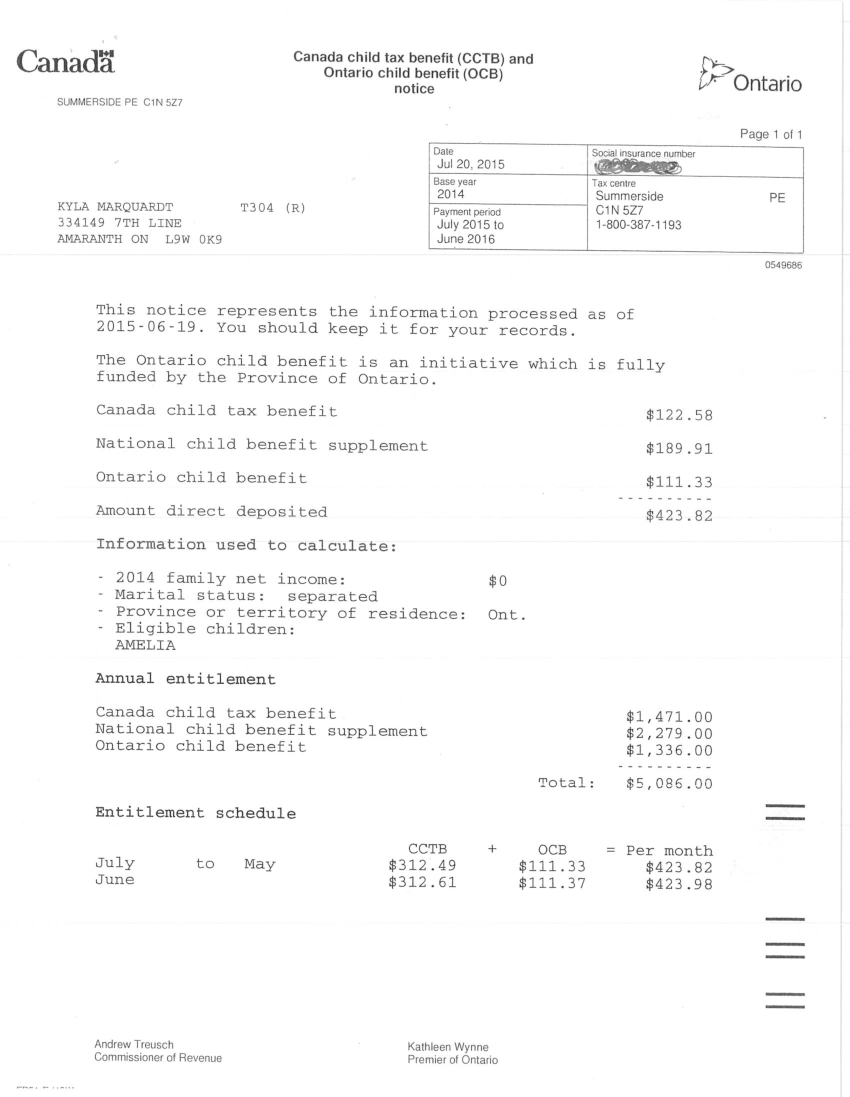 Canada
Canada child tax benefit (CCTB) and
Ontario child benefit (OCB)
notice
Ontario
SUMMERSIDE PE C1N 5Z7
Page 1 of 1
Date
Jul 20, 2015
Social insurance number
Base year
2014
Tax centre
Summerside PE
C1N 5Z7
1-800-387-1193
Payment period
July 2015 to
June 2016
KYLA MARQUARDT T304 (R)
334149 7TH LINE
AMARANTH ON L9W 0K9
0549686
This notice represents the information processed as of
2015-06-19. You should keep it for your records.
The Ontario child benefit is an initiative which is fully
funded by the Province of Ontario.
Canada child tax benefit $122.58
National child benefit supplement $189.91
Ontario child benefit $111.33
----------
Amount direct deposited $423.82
Information used to calculate:
- 2014 family net income: $0
- Marital status: separated
- Province or territory of residence: Ont.
- Eligible children:
AMELIA
Annual entitlement
Canada child tax benefit $1,471.00
National child benefit supplement $2,279.00
Ontario child benefit $1,336.00
----------
Total: $5,086.00
Entitlement schedule
CCTB + OCB = Per month
July to May $312.49 $111.33 $423.82
June $312.61 $111.37 $423.98
Andrew Treusch
Commissioner of Revenue
Kathleen Wynne
Premier of Ontario